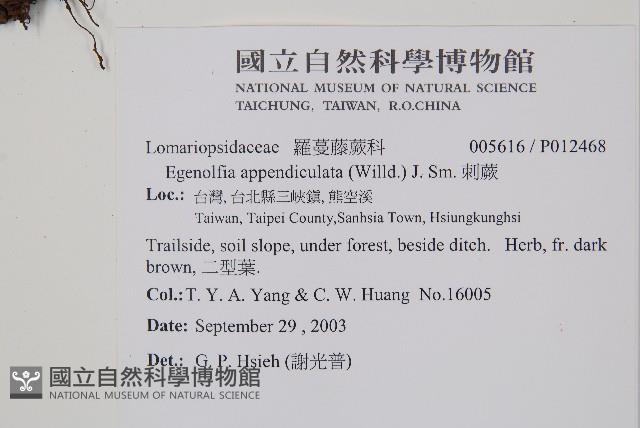 國立自然科學博物館
NATIONAL MUSEUM OF NATURAL SCIENCE
TAICHUNG, TAIWAN, R.O.CHINA
Lomariopsidaceae 羅蔓藤蕨科 005616 / P012468
Egenolfia appendiculata (Willd.) J. Sm. 刺蕨
Loc.: 台灣, 台北縣三峽鎮, 熊空溪
Taiwan, Taipei County,Sanhsia Town, Hsiungkunghsi
Trailside, soil slope, under forest, beside ditch. Herb, fr. dark
brown, 二型葉.
Col.: T. Y. A. Yang & C. W. Huang No.16005
Date: September 29 , 2003
Det.: G. P. Hsieh (謝光普)
國立自然科學博物館
NATIONAL MUSEUM OF NATURAL SCIENCE